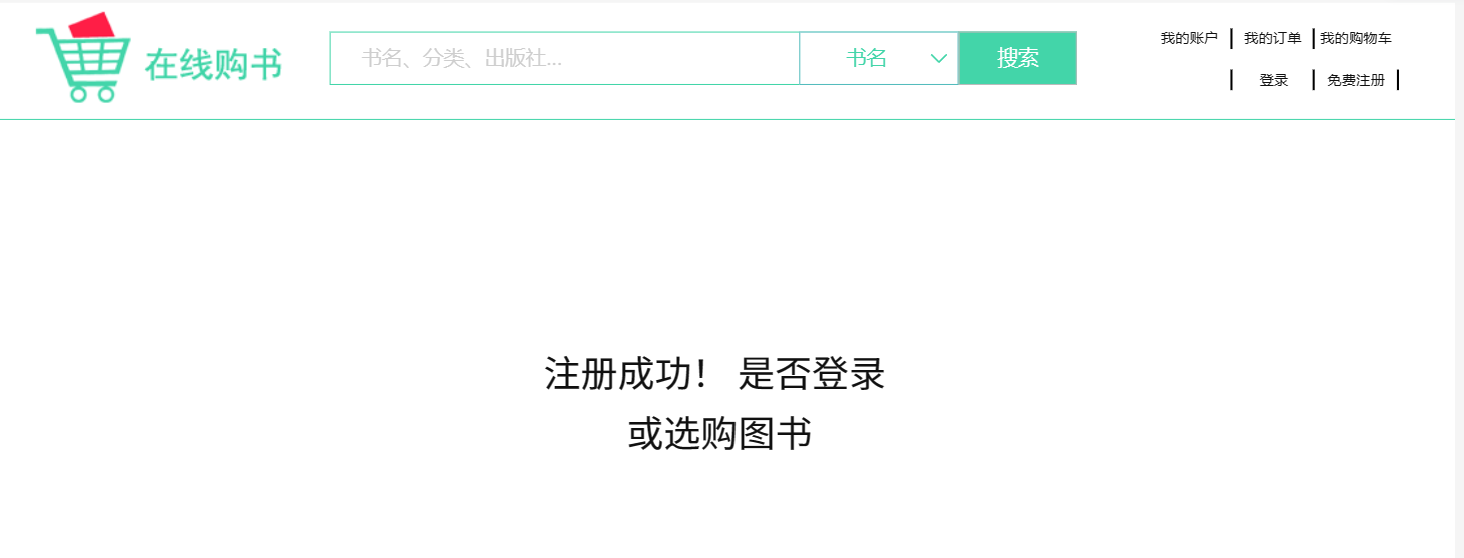 在线购书
书名、分类、出版社...
书名
搜索
我的账户
我的订单
我的购物车
登录
免费注册
注册成功！ 是否登录
或选购图书